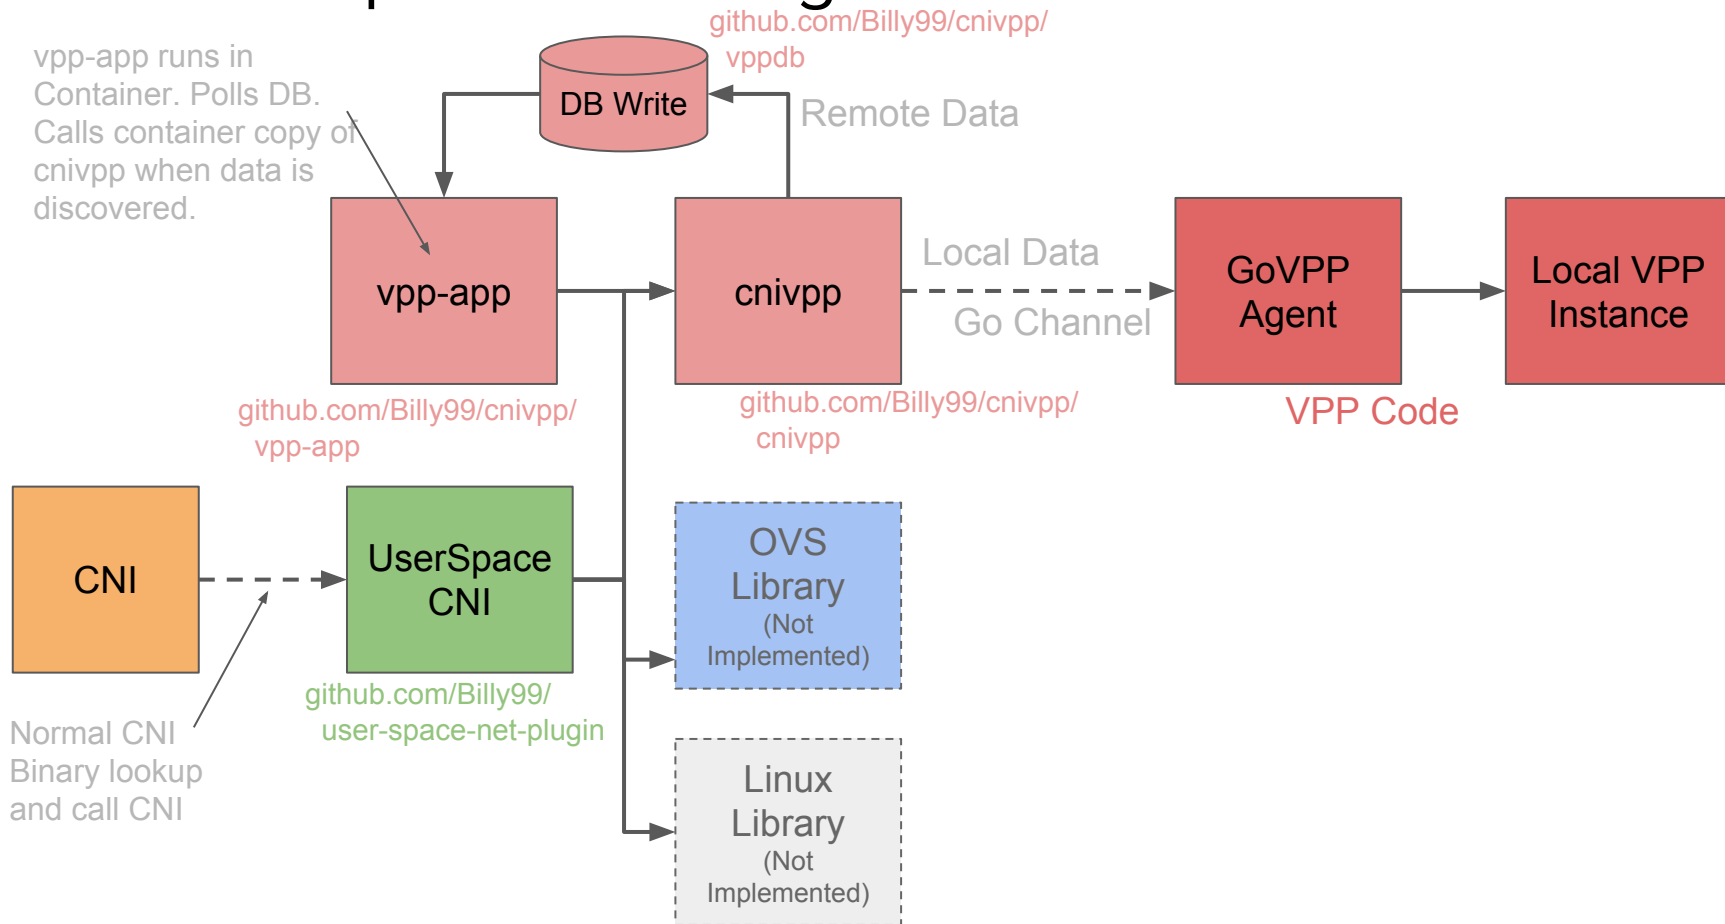 github.com/Billy99/cnivpp/
vppdb
vpp-app runs in
Container. Polls DB.
Calls container copy of
cnivpp when data is
discovered.
DB Write
Remote Data
vpp-app
cnivpp
Local Data
Go Channel
GoVPP
Agent
Local VPP
Instance
github.com/Billy99/cnivpp/
vpp-app
github.com/Billy99/cnivpp/
cnivpp
VPP Code
CNI
UserSpace
CNI
OVS
Library
(Not
Implemented)
github.com/Billy99/
user-space-net-plugin
Normal CNI
Binary lookup
and call CNI
Linux
Library
(Not
Implemented)